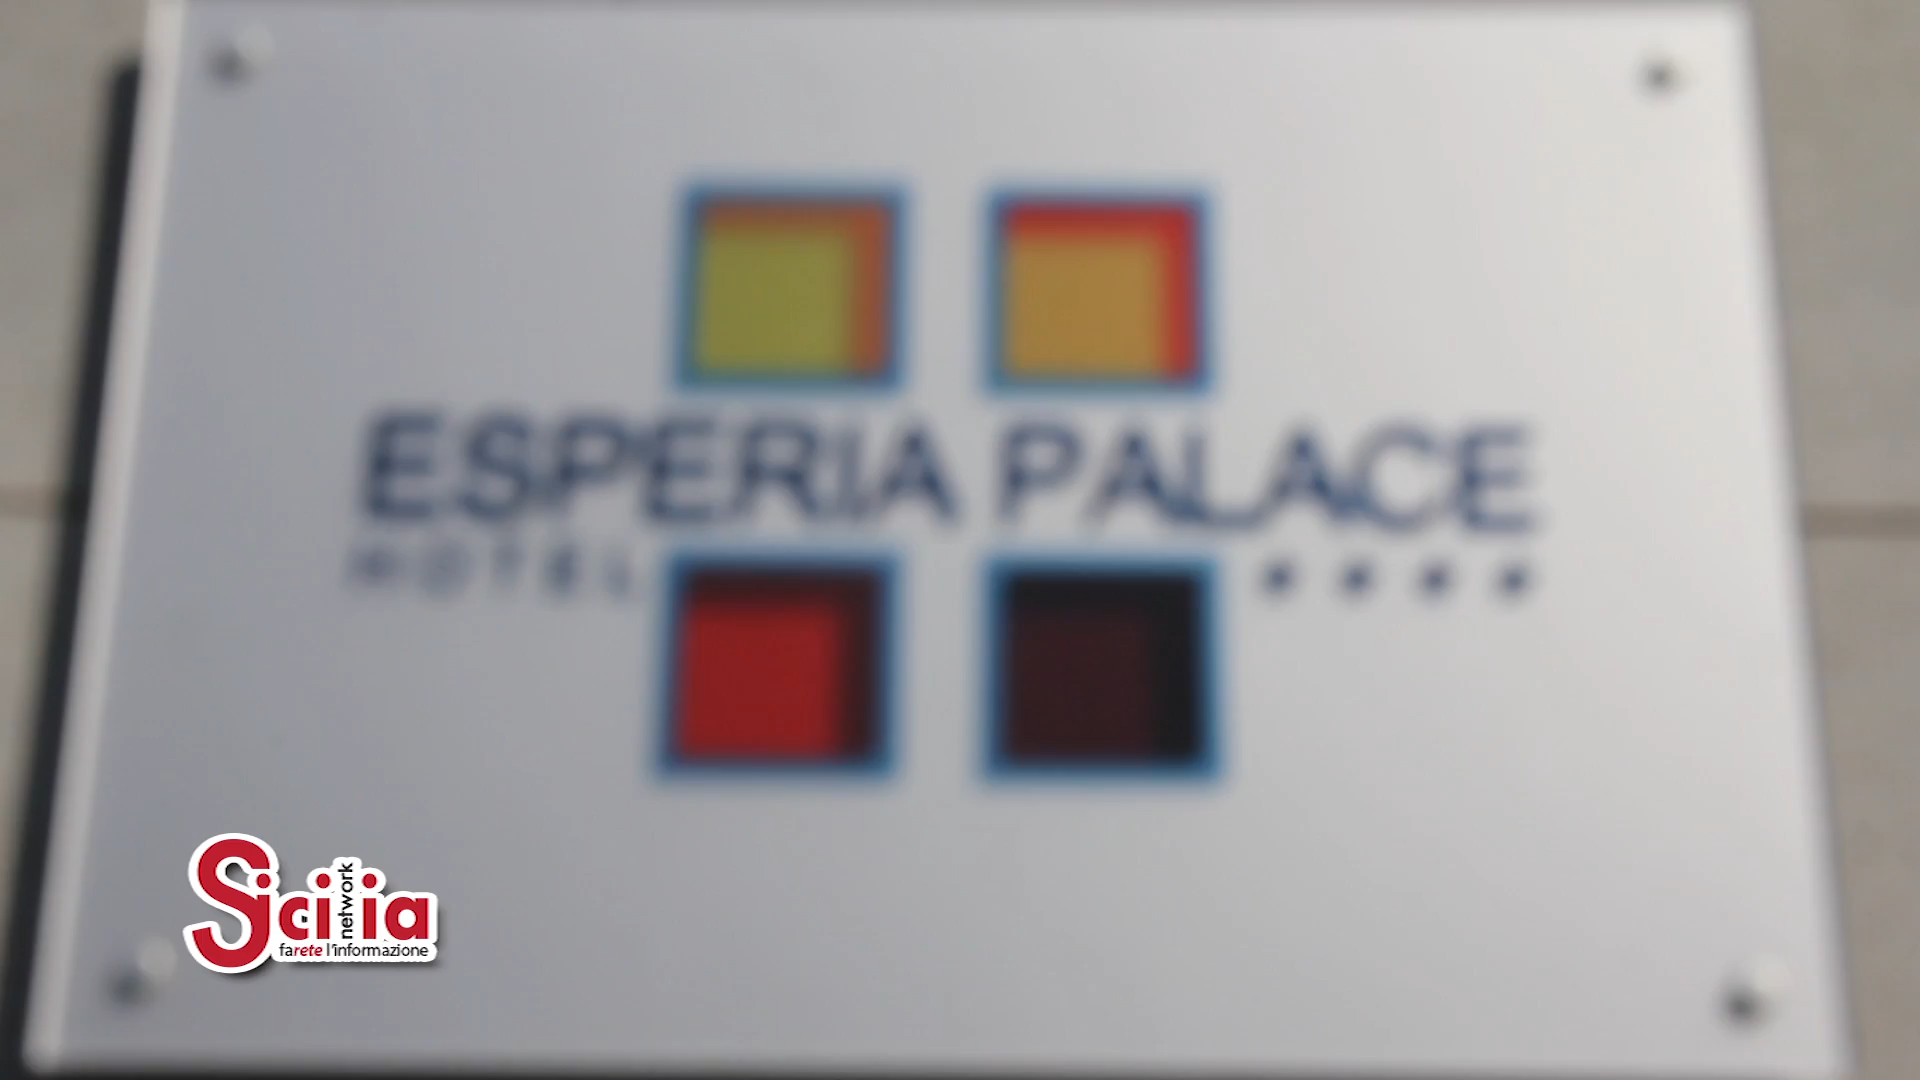 ESPERIA PALACE
HOTEL
Sicilia
network
farete l'informazione